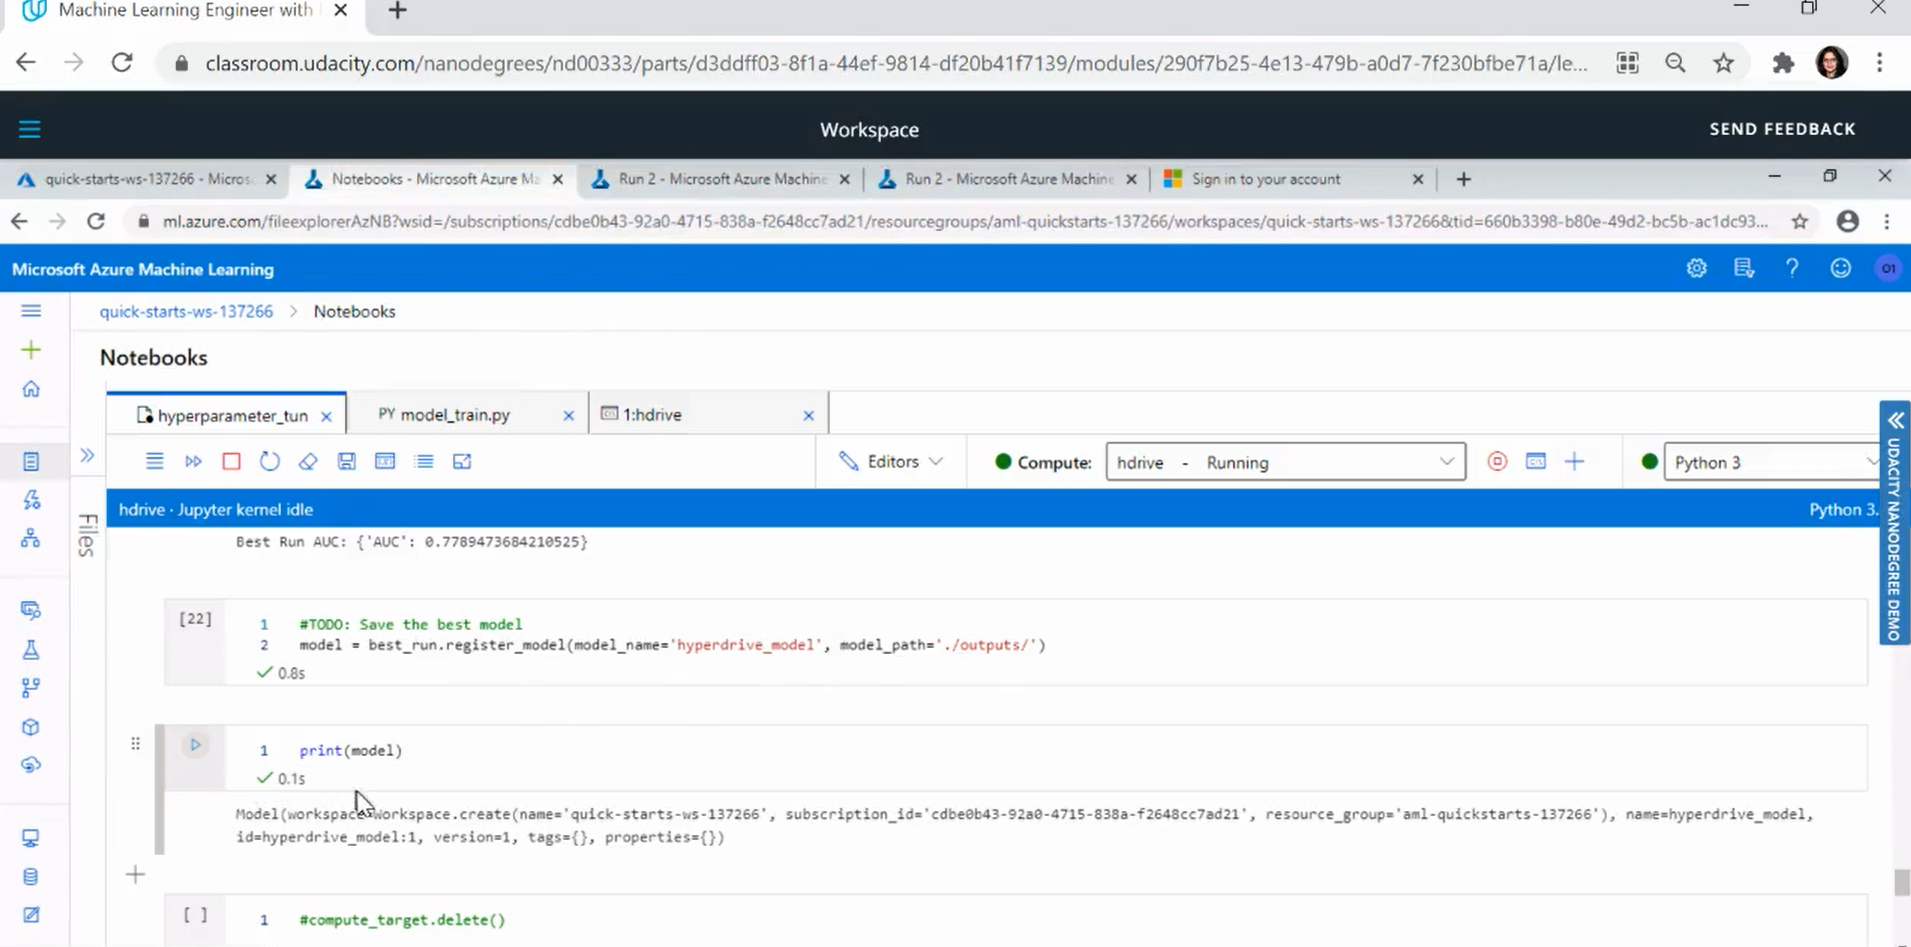 Machine Learning Engineer with
classroom.udacity.com/nanodegrees/nd00333/parts/d3ddff03-8f1a-44ef-9814-df20b41f7139/modules/290f7b25-4e13-479b-a0d7-7f230bfbe71a/le...
Workspace
SEND FEEDBACK
quick-starts-ws-137266 - Micros
Notebooks - Microsoft Azure Ma
Run 2 - Microsoft Azure Machine
Run 2 - Microsoft Azure Machine
Sign in to your account
ml.azure.com/fileexplorerAzNB?wsid=/subscriptions/cdbe0b43-92a0-4715-838a-f2648cc7ad21/resourcegroups/aml-quickstarts-137266/workspaces/quick-starts-ws-137266&tid=660b3398-b80e-49d2-bc5b-ac1dc93...
Microsoft Azure Machine Learning
01
quick-starts-ws-137266 > Notebooks
Notebooks
hyperparameter_tun
PY model_train.py
1:hdrive
Editors
Compute:
hdrive - Running
Python 3
hdrive · Jupyter kernel idle
Python 3.
UDACITY NANODEGREE DEMO
Files
Best Run AUC: {'AUC': 0.7789473684210525}
[22]
1 #TODO: Save the best model
2 model = best_run.register_model(model_name='hyperdrive_model', model_path='./outputs/')
0.8s
1 print(model)
0.1s
Model(workspace=Workspace.create(name='quick-starts-ws-137266', subscription_id='cdbe0b43-92a0-4715-838a-f2648cc7ad21', resource_group='aml-quickstarts-137266'), name=hyperdrive_model,
id=hyperdrive_model:1, version=1, tags={}, properties={})
[ ]
1 #compute_target.delete()